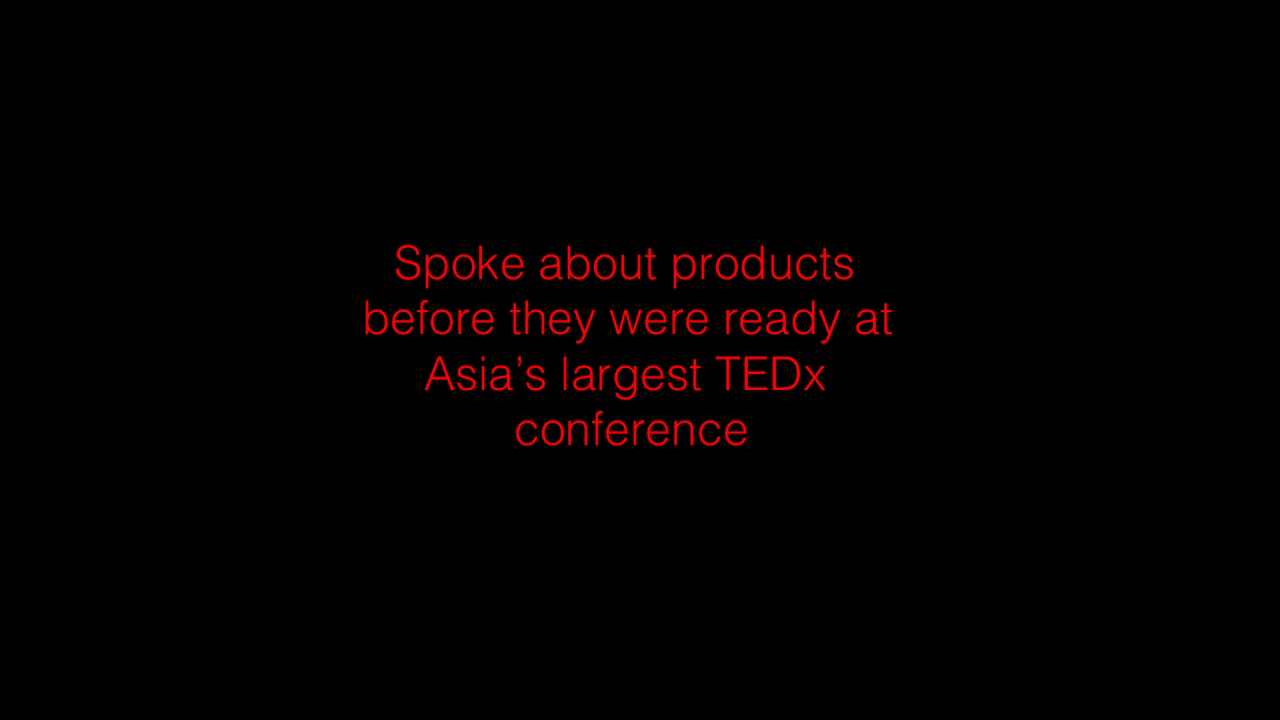 Spoke about products
before they were ready at
Asia’s largest TEDx
conference